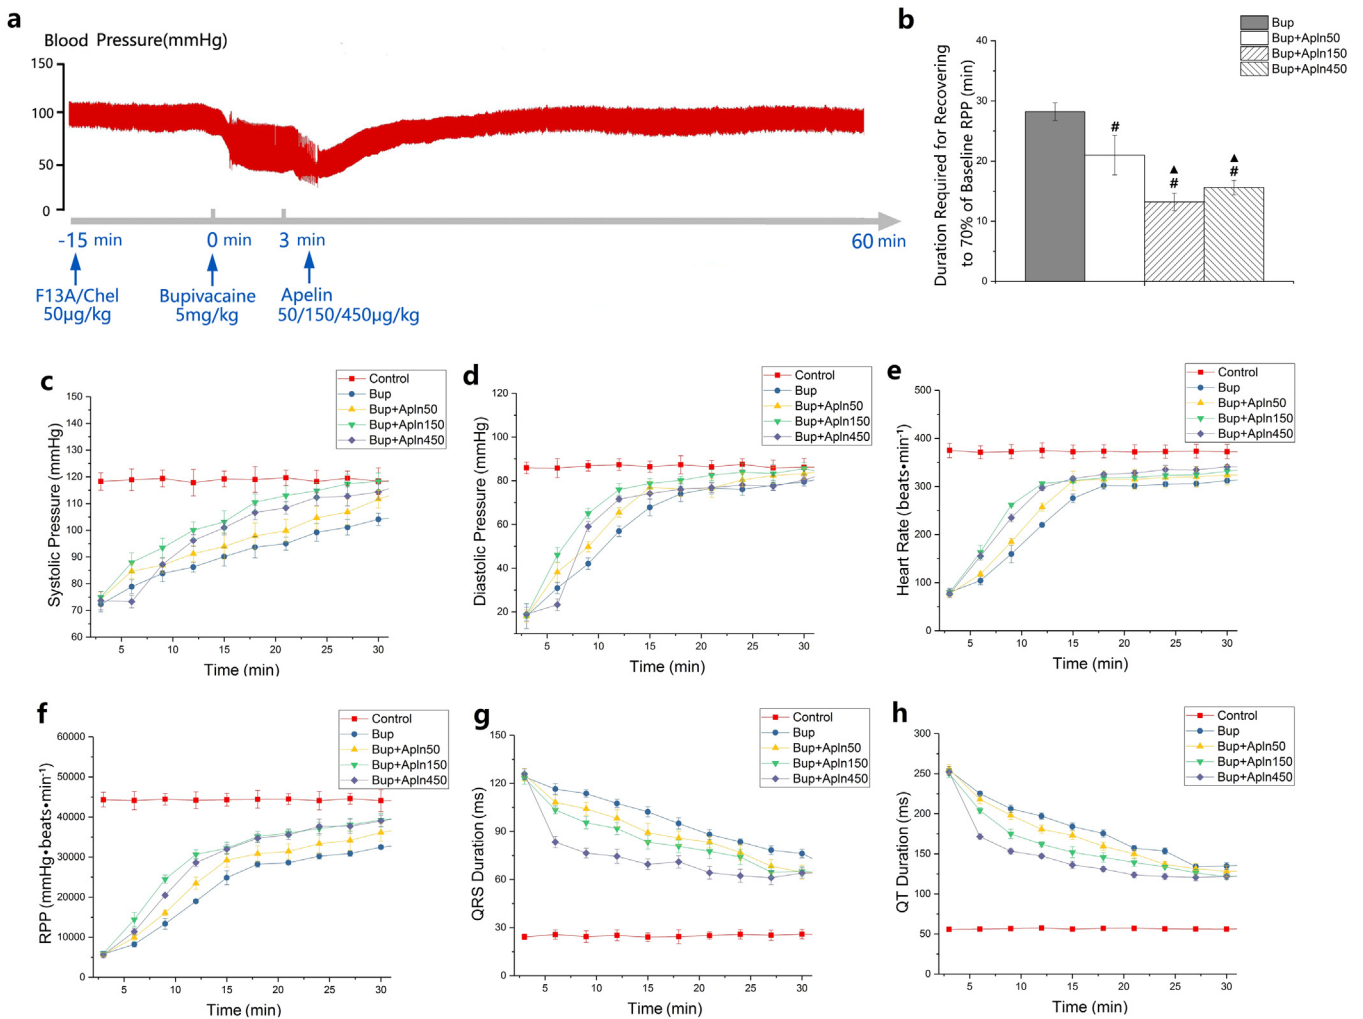 a
Blood Pressure(mmHg)
150
100
50
0
-15 min
0 min
3 min
60 min
F13A/Chel
50μg/kg
Bupivacaine
5mg/kg
Apelin
50/150/450μg/kg
b
Bup
Bup+Apln50
Bup+Apln150
Bup+Apln450
Duration Required for Recovering
to 70% of Baseline RPP (min)
40
30
20
10
0
#
▲
#
▲
#
c
Control
Bup
Bup+Apln50
Bup+Apln150
Bup+Apln450
Systolic Pressure (mmHg)
150
140
130
120
110
100
90
80
70
60
5 10 15 20 25 30
Time (min)
d
Control
Bup
Bup+Apln50
Bup+Apln150
Bup+Apln450
Diastolic Pressure (mmHg)
120
100
80
60
40
20
5 10 15 20 25 30
Time (min)
e
Control
Bup
Bup+Apln50
Bup+Apln150
Bup+Apln450
Heart Rate (beats•min⁻¹)
500
400
300
200
100
0
5 10 15 20 25 30
Time (min)
f
Control
Bup
Bup+Apln50
Bup+Apln150
Bup+Apln450
RPP (mmHg•beats•min⁻¹)
60000
50000
40000
30000
20000
10000
0
5 10 15 20 25 30
Time (min)
g
Control
Bup
Bup+Apln50
Bup+Apln150
Bup+Apln450
QRS Duration (ms)
150
120
90
60
30
0
5 10 15 20 25 30
Time (min)
h
Control
Bup
Bup+Apln50
Bup+Apln150
Bup+Apln450
QT Duration (ms)
300
250
200
150
100
50
0
5 10 15 20 25 30
Time (min)